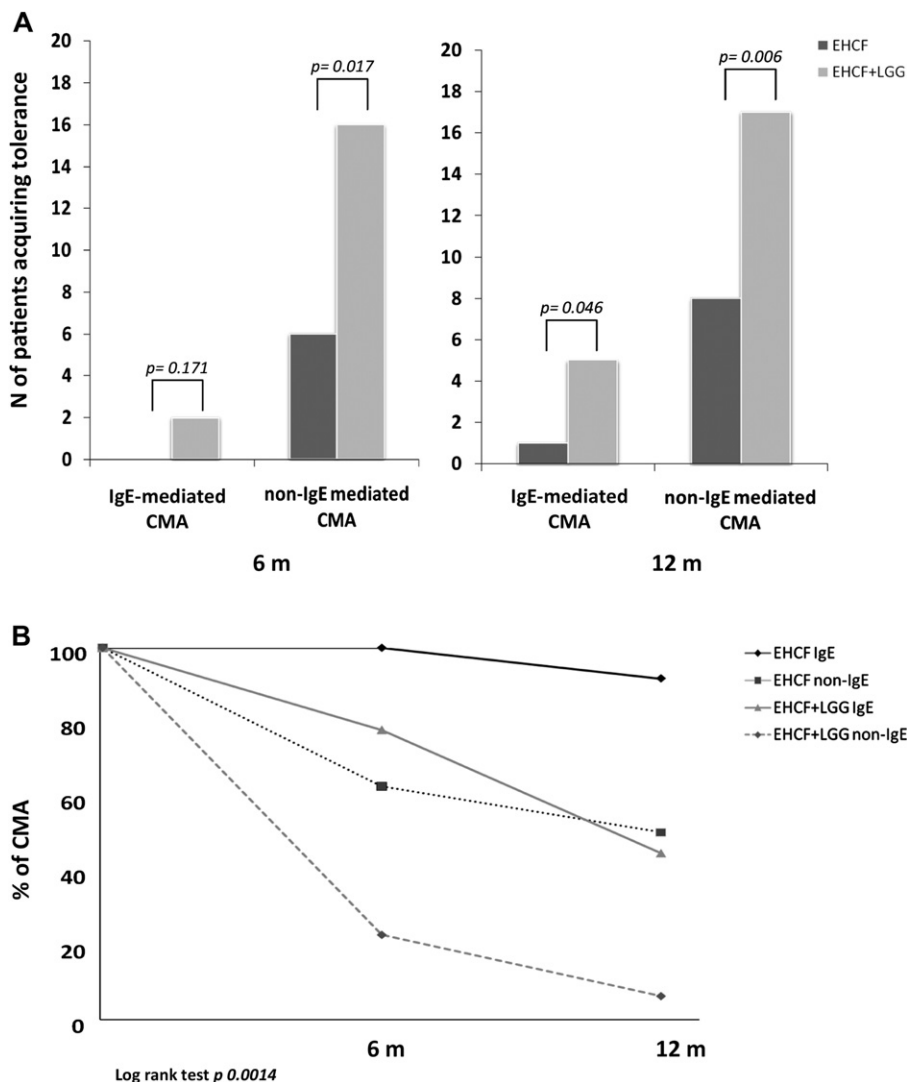 A
N of patients acquiring tolerance
20
18
16
14
12
10
8
6
4
2
0
p= 0.171
p= 0.017
IgE-mediated CMA
non-IgE mediated CMA
6 m
20
18
16
14
12
10
8
6
4
2
0
p= 0.046
p= 0.006
IgE-mediated CMA
non-IgE mediated CMA
12 m
EHCF
EHCF+LGG
B
% of CMA
100
80
60
40
20
0
6 m
12 m
EHCF IgE
EHCF non-IgE
EHCF+LGG IgE
EHCF+LGG non-IgE
Log rank test p 0.0014